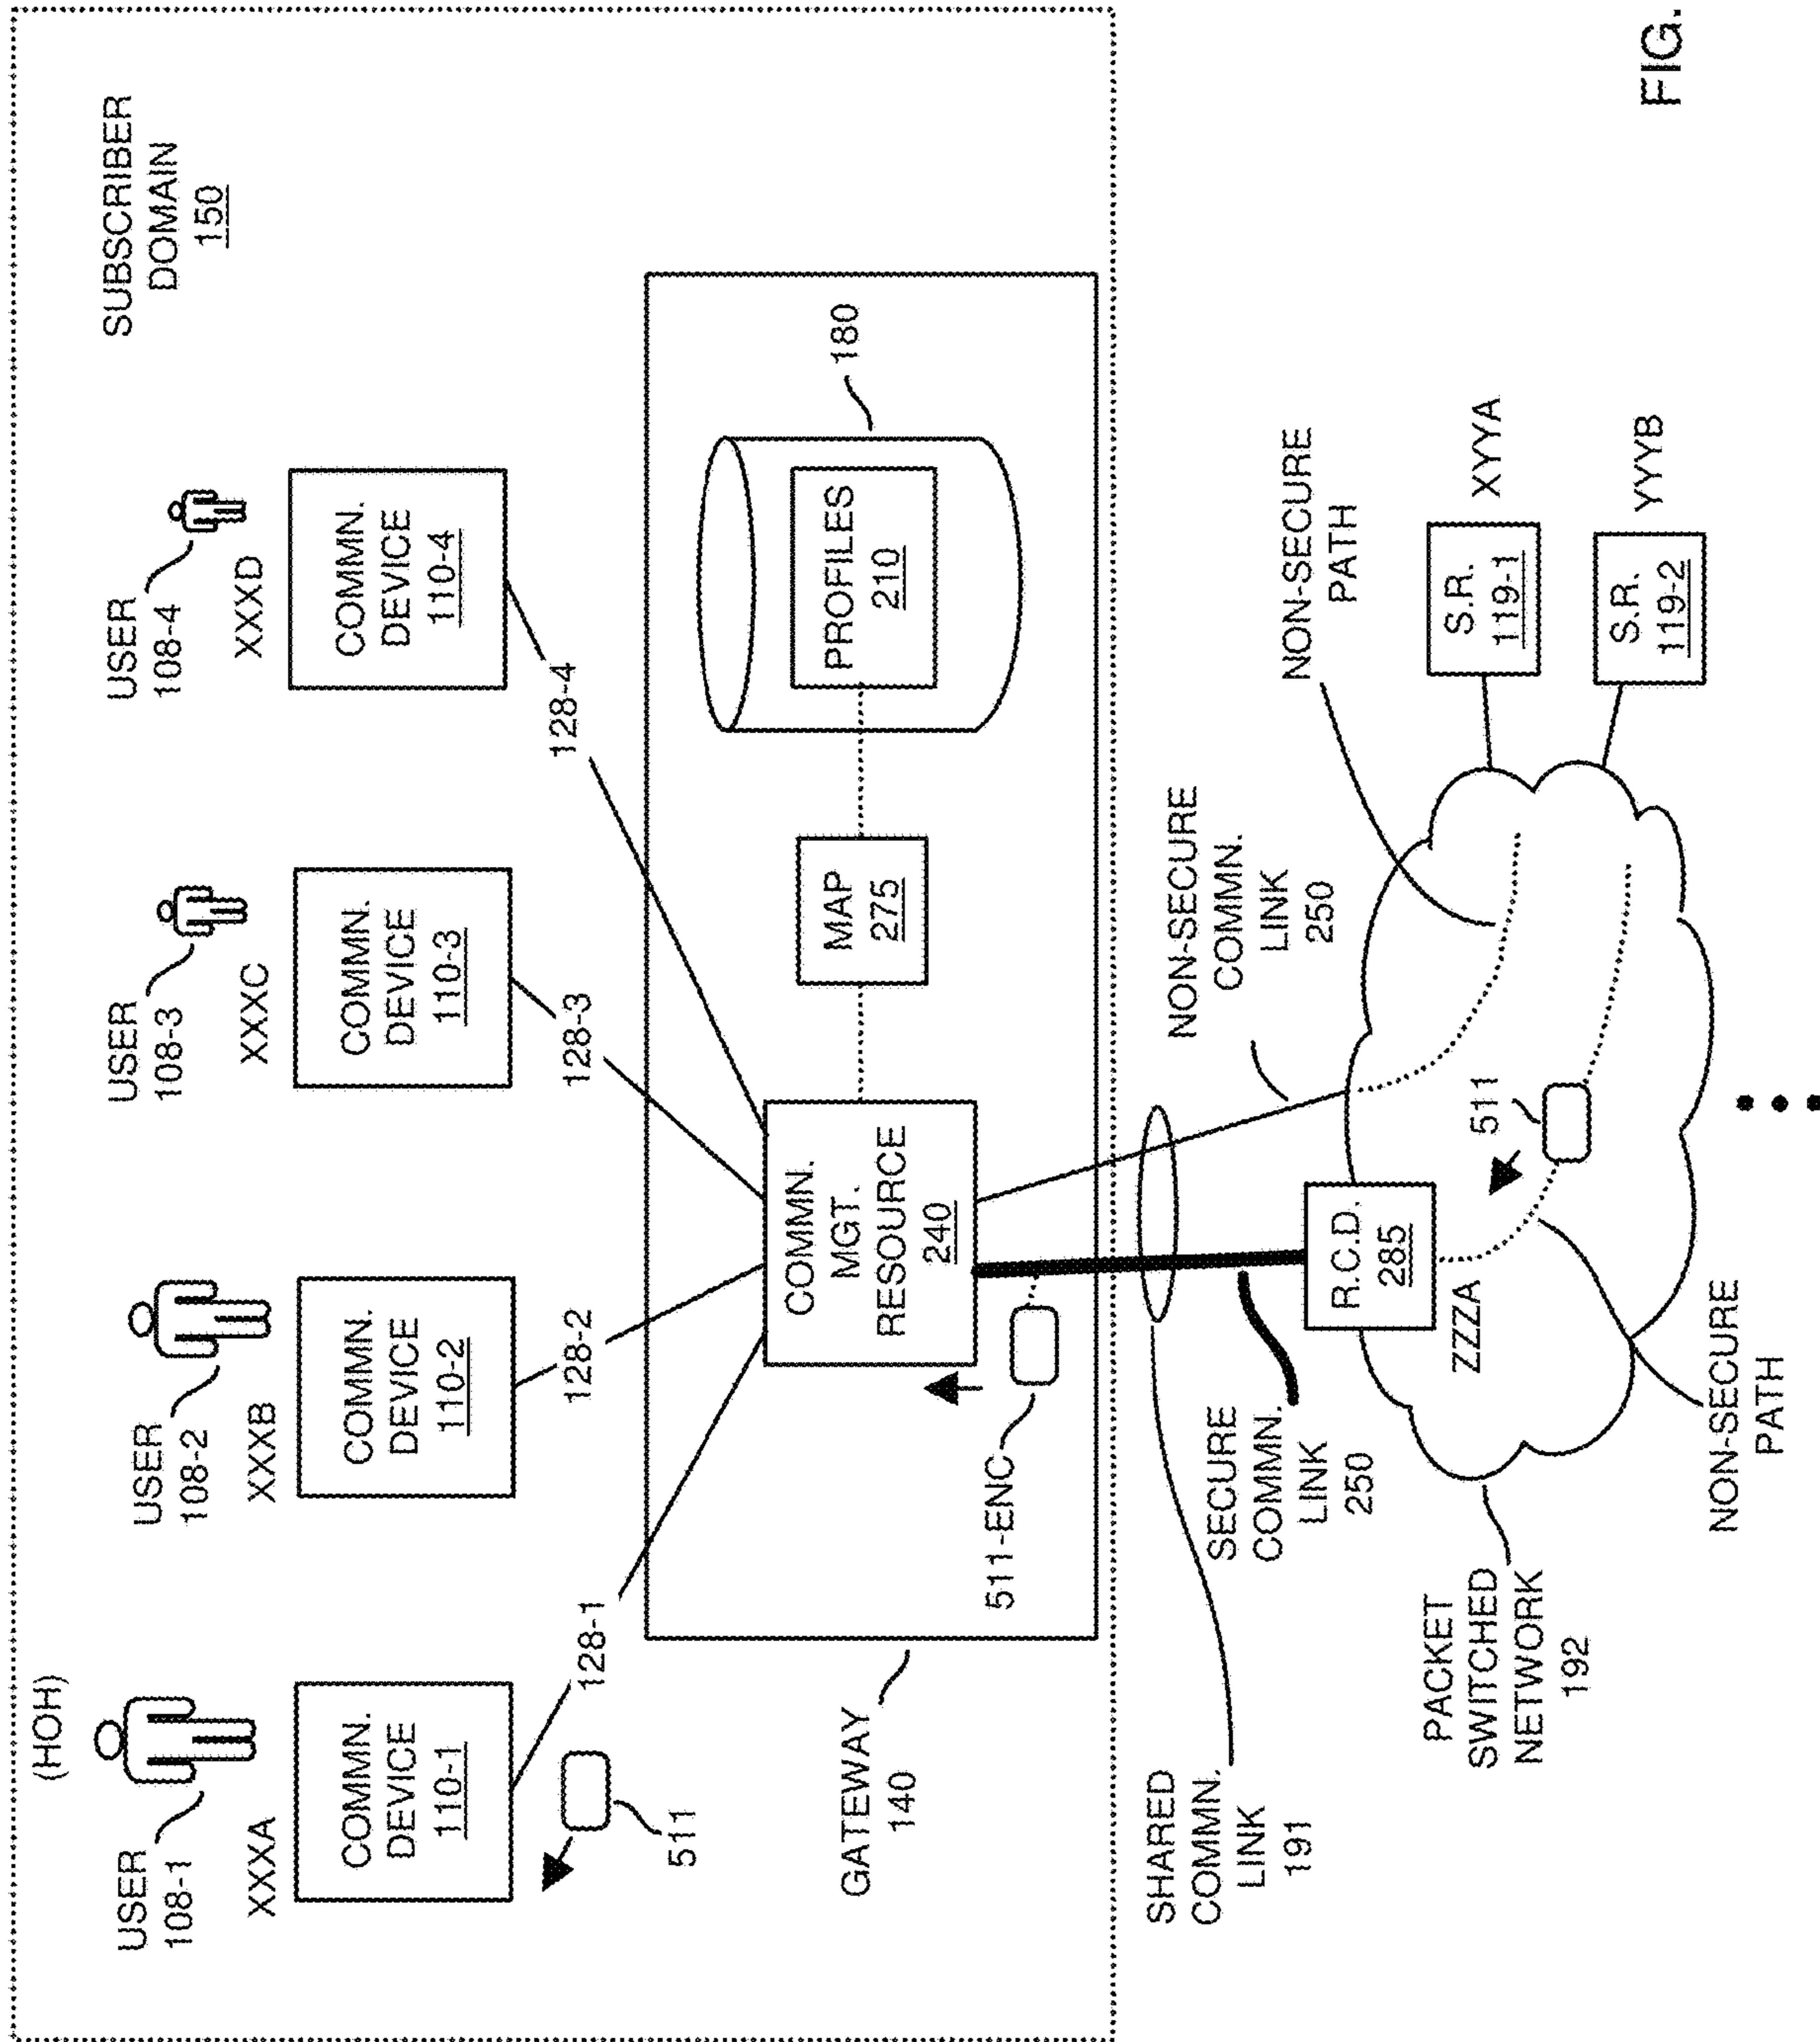 (HOH)
USER
108-1
XXXA
COMMN.
DEVICE
110-1
USER
108-2
XXXB
COMMN.
DEVICE
110-2
USER
108-3
XXXC
COMMN.
DEVICE
110-3
USER
108-4
XXXD
COMMN.
DEVICE
110-4
SUBSCRIBER
DOMAIN
150
128-1
128-2
128-3
128-4
511
GATEWAY
140
COMMN.
MGT.
RESOURCE
240
MAP
275
PROFILES
210
180
511-ENC
SHARED
COMMN.
LINK
191
SECURE
COMMN.
LINK
250
NON-SECURE
COMMN.
LINK
250
NON-SECURE
PATH
R.C.D.
285
ZZZA
511
S.R.
119-1
XYYA
S.R.
119-2
YYYB
PACKET
SWITCHED
NETWORK
192
NON-SECURE
PATH
FIG.